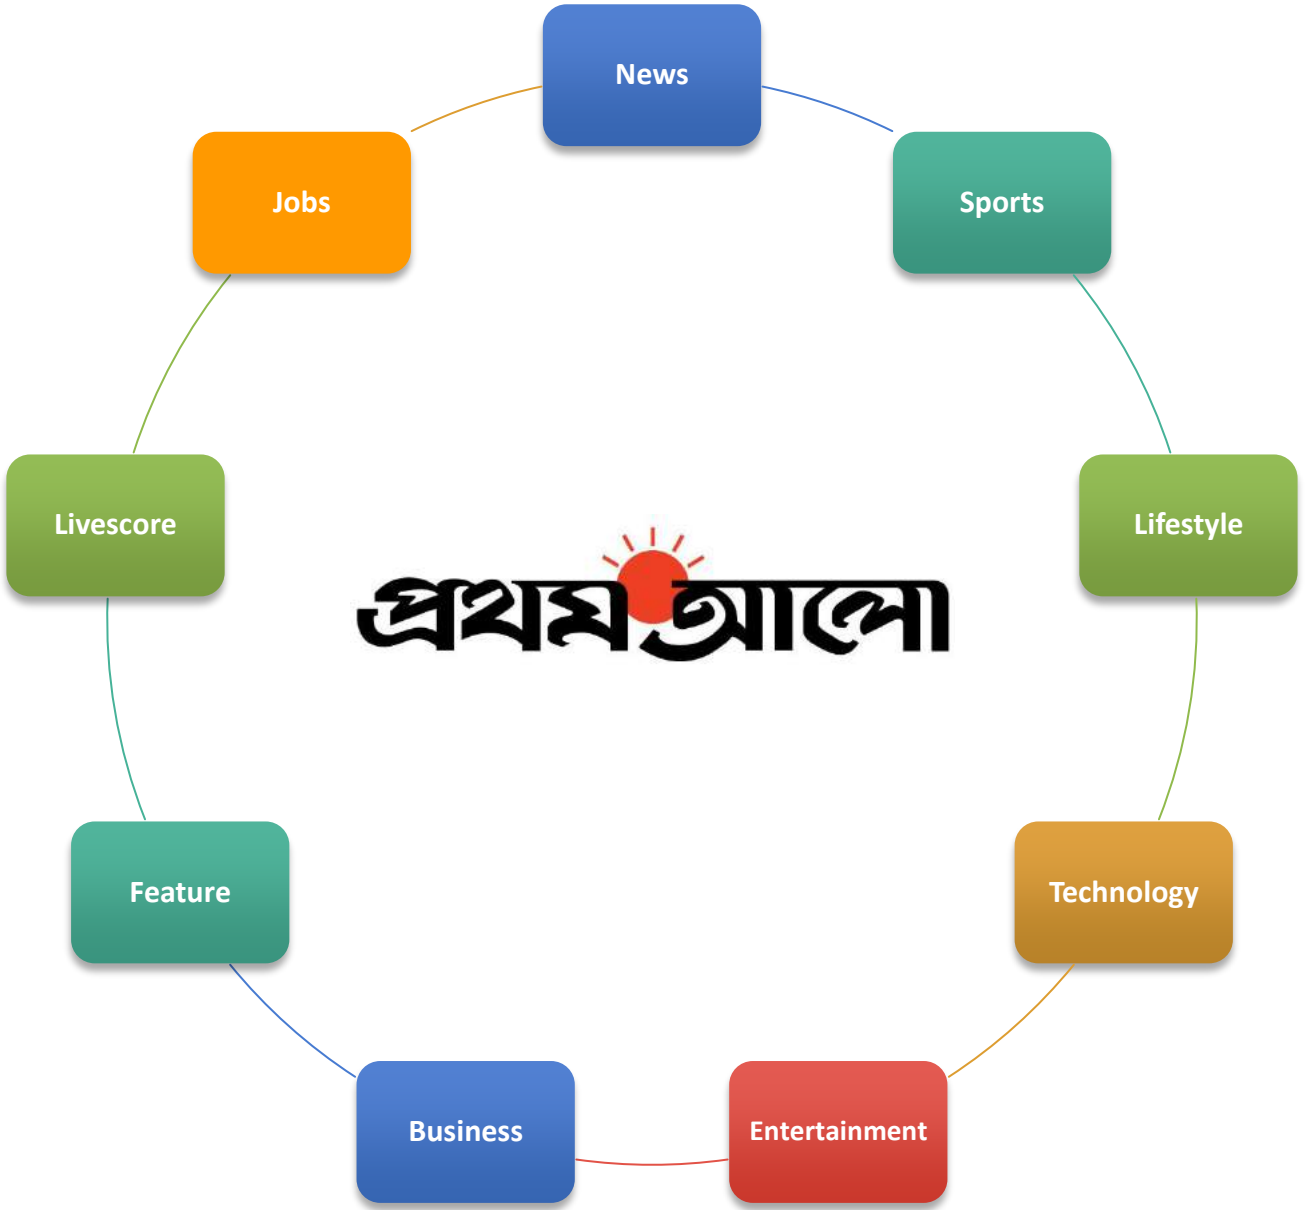 News
Jobs
Sports
Livescore
Lifestyle
প্রথম আলো
Feature
Technology
Business
Entertainment